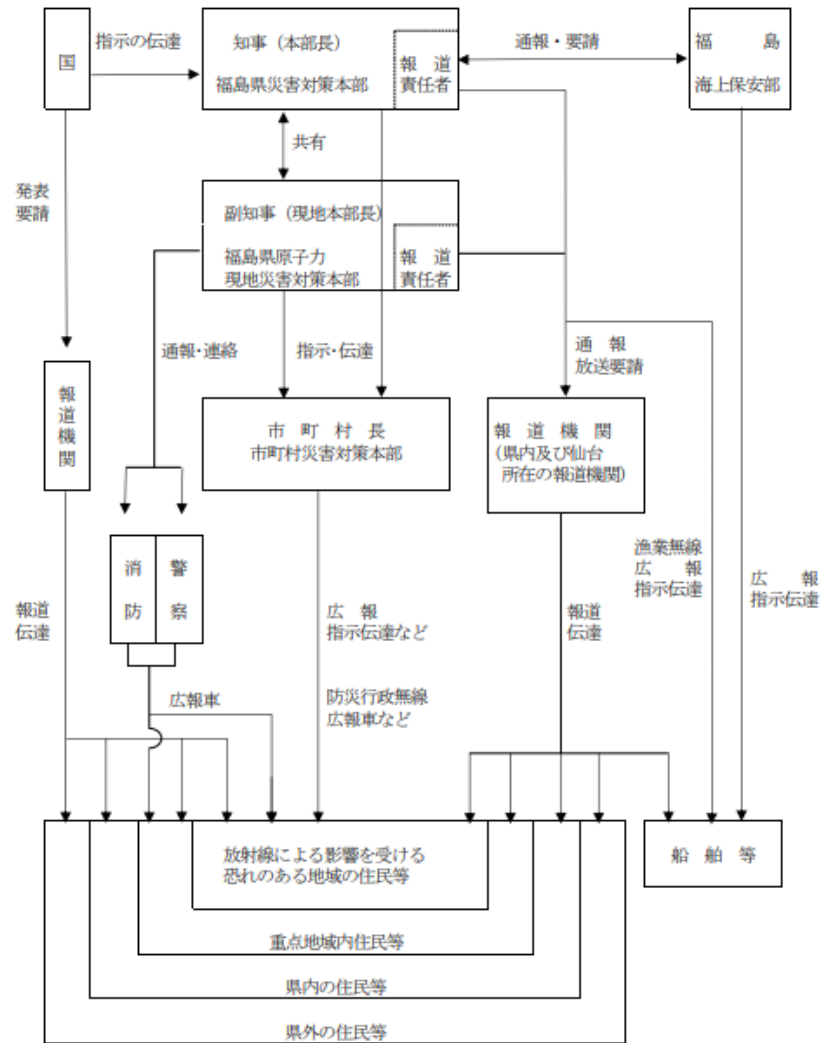 国
指示の伝達
知事（本部長）
福島県災害対策本部
報　道
責任者
通報・要請
福　　　島
海上保安部
共有
発表
要請
副知事（現地本部長）
福島県原子力
現地災害対策本部
報　道
責任者
通報・連絡
指示・伝達
通　報
放送要請
報道機関
市　町　村　長
市町村災害対策本部
報　道　機　関
（県内及び仙台
所在の報道機関）
消防
警察
報道
伝達
広　報
指示伝達など
報道
伝達
漁業無線
広　　報
指示伝達
広　　報
指示伝達
広報車
防災行政無線
広報車など
放射線による影響を受ける
恐れのある地域の住民等
船　舶　等
重点地域内住民等
県内の住民等
県外の住民等